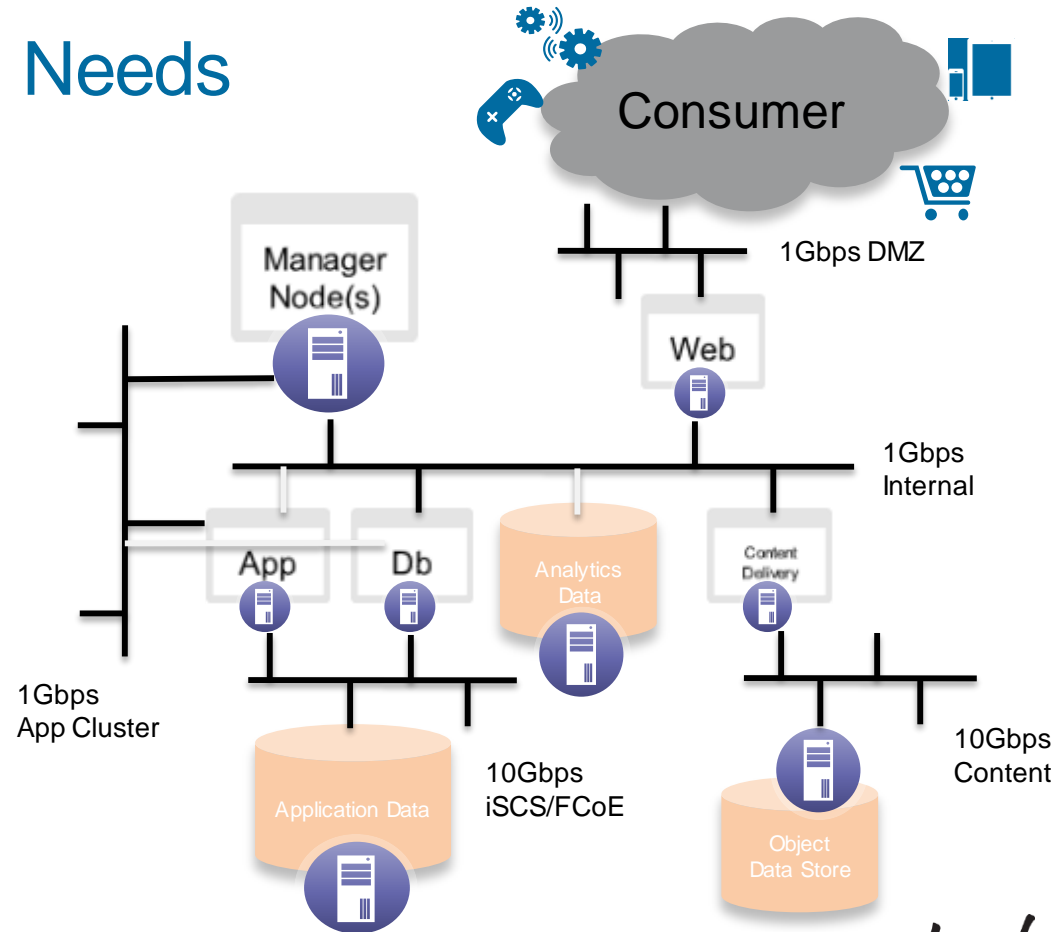 Needs
Consumer
1Gbps DMZ
Manager
Node(s)
Web
1Gbps
Internal
App
Db
Analytics
Data
Content
Delivery
1Gbps
App Cluster
10Gbps
iSCS/FCoE
10Gbps
Content
Application Data
Object
Data Store